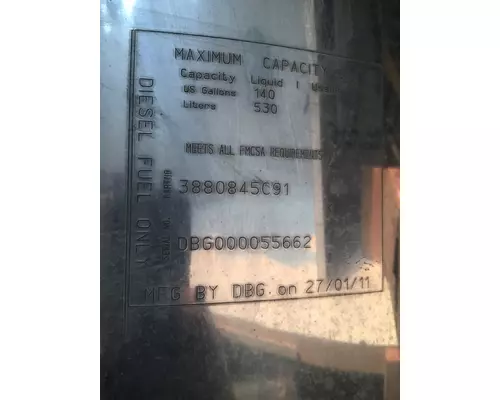 MAXIMUM CAPACITY
Capacity Liquid
US Gallons 140
Liters 530
MEETS ALL FMCSA REQUIREMENTS
3880845C91
DBG000055662
MFG BY DBG. on 27/01/11
DIESEL FUEL ONLY